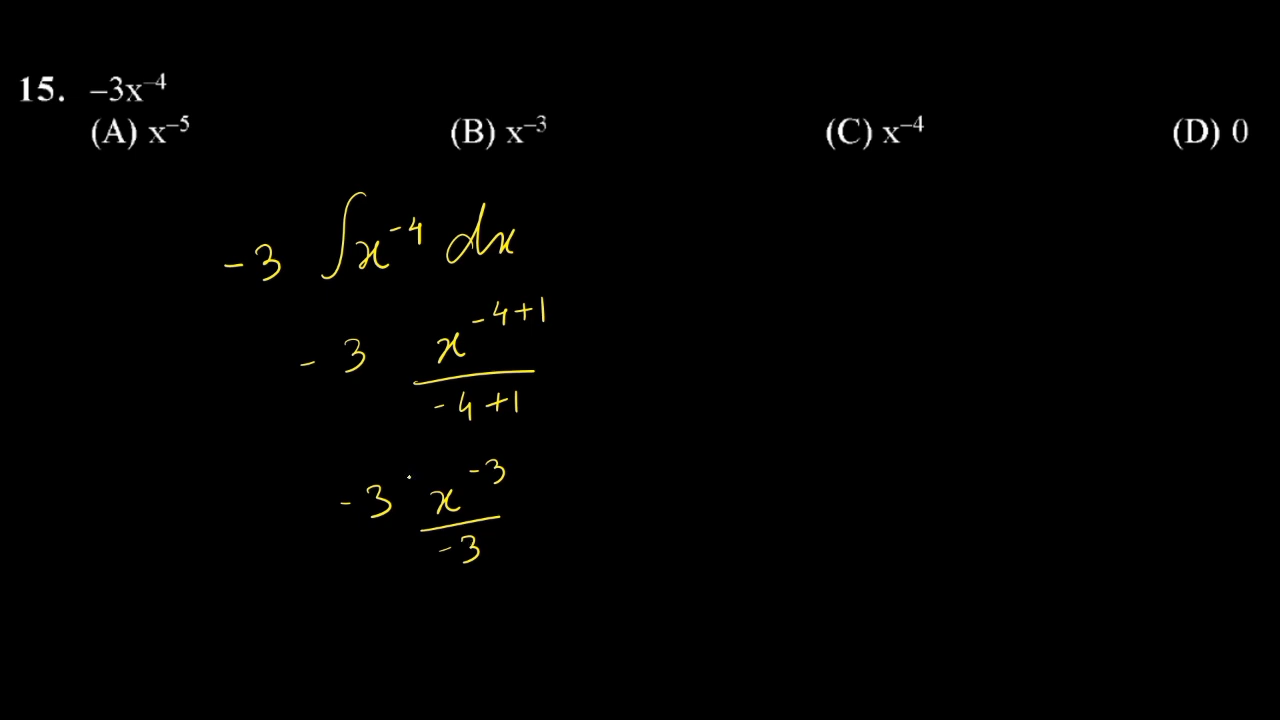 15. –3x⁻⁴
(A) x⁻⁵ (B) x⁻³ (C) x⁻⁴ (D) 0
-3 ∫x⁻⁴ dx
-3 x⁻⁴⁺¹
-4+1
-3 · x⁻³
-3